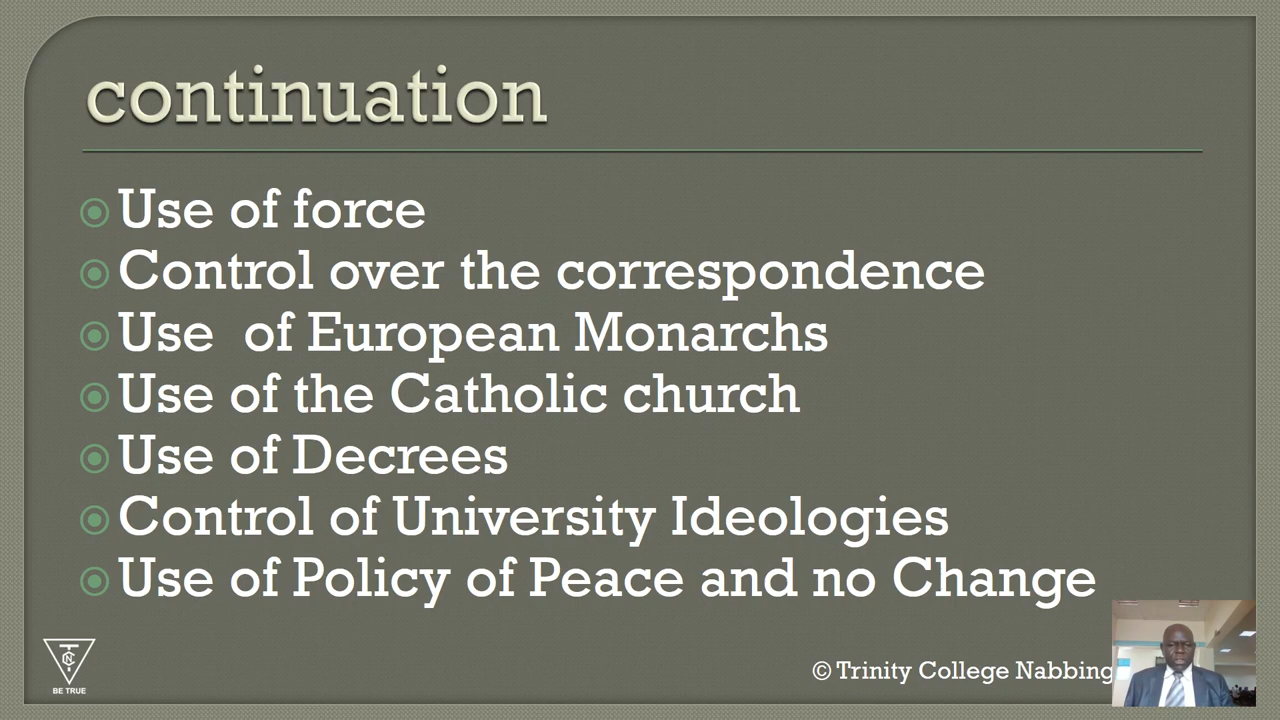 continuation
Use of force
Control over the correspondence
Use of European Monarchs
Use of the Catholic church
Use of Decrees
Control of University Ideologies
Use of Policy of Peace and no Change
TNC
BE TRUE
© Trinity College Nabbing